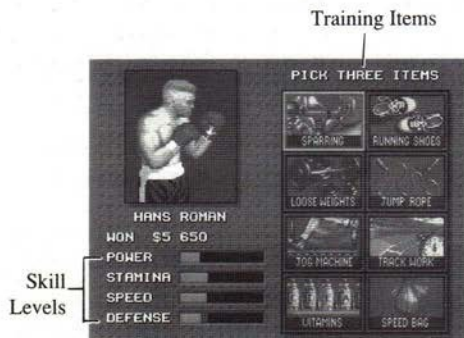 Training Items
PICK THREE ITEMS
SPARRING
RUNNING SHOES
LOOSE WEIGHTS
JUMP ROPE
HANS ROMAN
WON $5 650
JOG MACHINE
TRACK WORK
POWER
STAMINA
SPEED
DEFENSE
Skill
Levels
VITAMINS
SPEED BAG